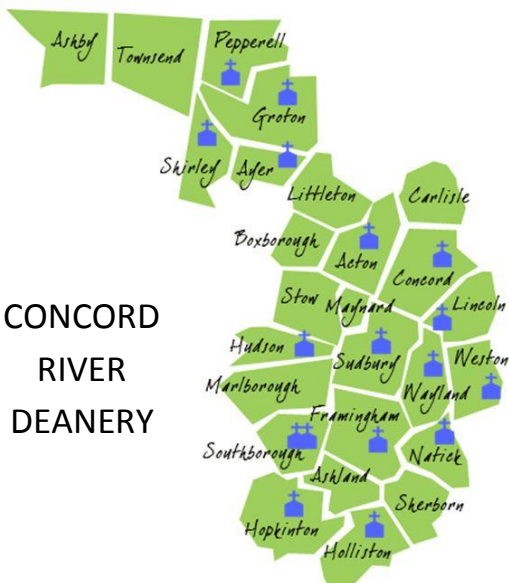 Ashby
Townsend
Pepperell
Groton
Shirley
Ayer
Littleton
Carlisle
Boxborough
Acton
Concord
Stow
Maynard
Lincoln
CONCORD
RIVER
DEANERY
Hudson
Sudbury
Weston
Marlborough
Wayland
Framingham
Southborough
Natick
Ashland
Sherborn
Hopkinton
Holliston